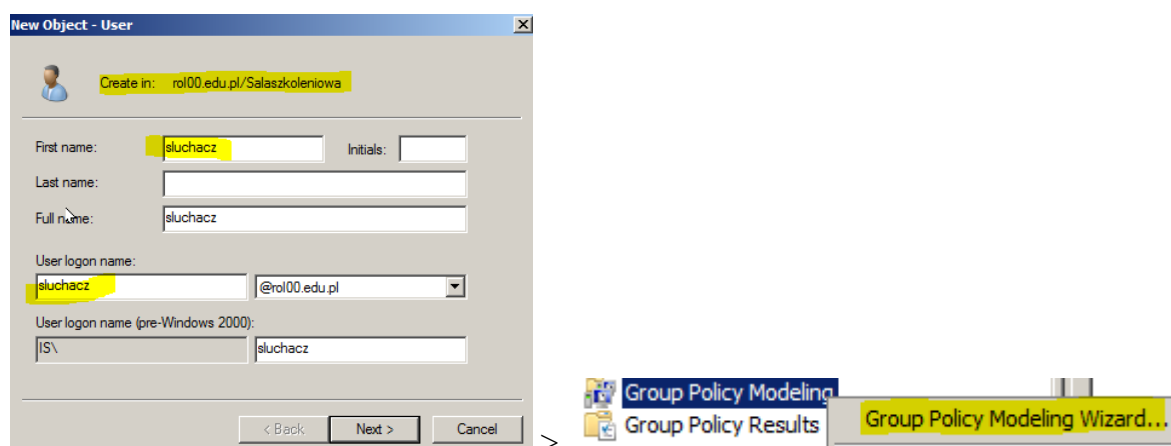 New Object - User
Create in: rol00.edu.pl/Salaszkoleniowa
First name: sluchacz Initials:
Last name:
Full name: sluchacz
User logon name:
sluchacz @rol00.edu.pl
User logon name (pre-Windows 2000):
IS\ sluchacz
< Back Next > Cancel
>
Group Policy Modeling
Group Policy Results
Group Policy Modeling Wizard...